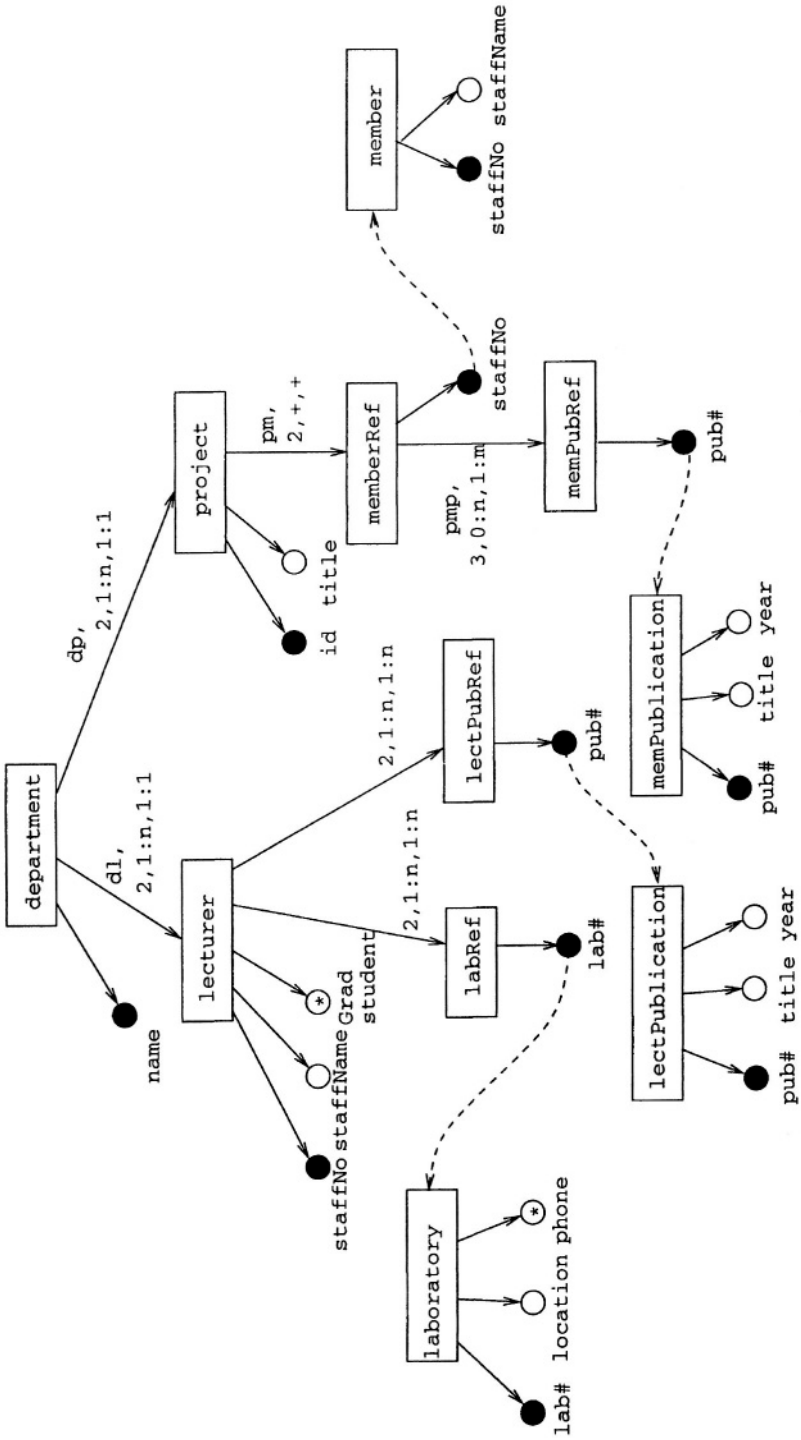 department
name
dl,
2,1:n,1:1
dp,
2,1:n,1:1
lecturer
project
staffNo
staffName
Grad
student
id
title
pm,
2,+,+
2,1:n,1:n
2,1:n,1:n
laboratory
labRef
lectPubRef
memberRef
member
lab#
location
phone
lab#
pub#
pmp,
3,0:n,1:m
staffNo
staffNo
staffName
memPubRef
lectPublication
memPublication
pub#
pub#
title
year
pub#
title
year